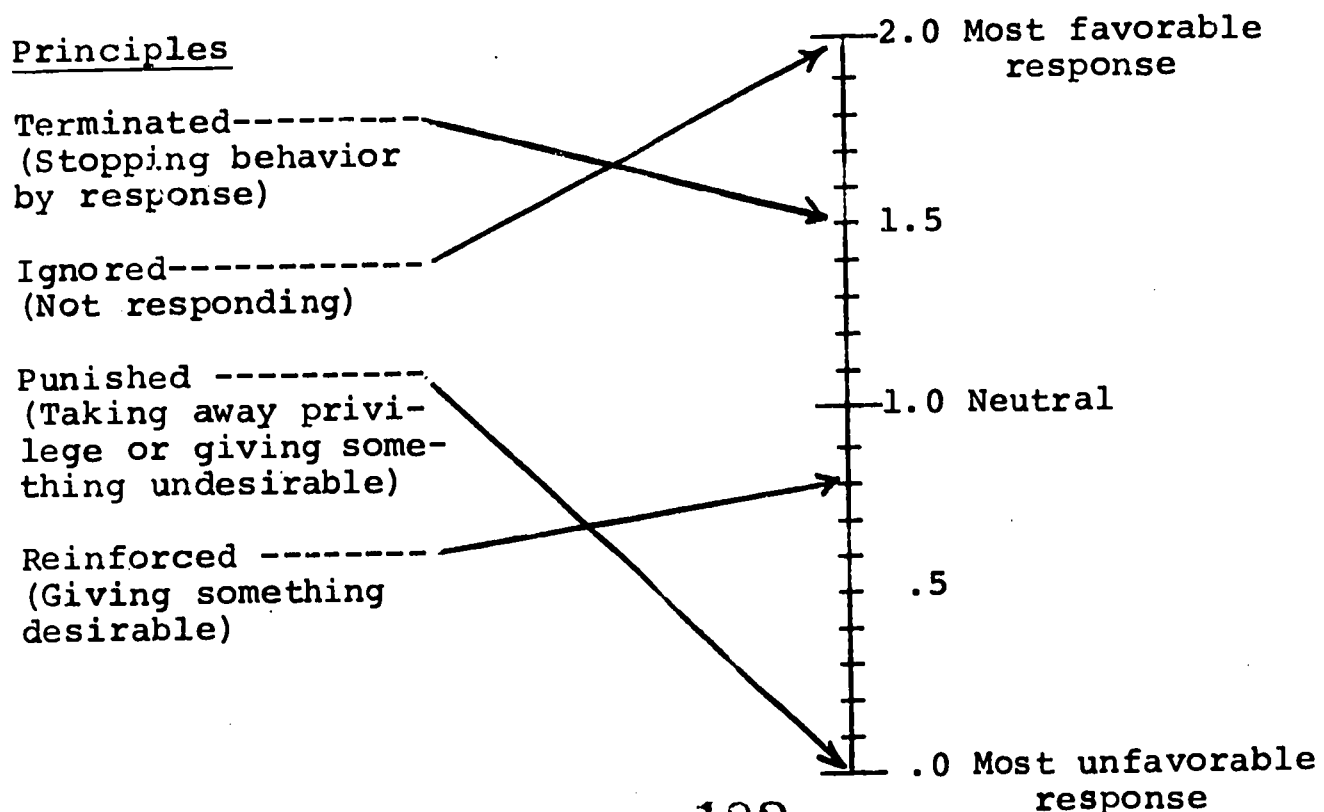 Principles
Terminated---------
(Stopping behavior
by response)
Ignored------------
(Not responding)
Punished ----------
(Taking away privi-
lege or giving some-
thing undesirable)
Reinforced --------
(Giving something
desirable)
2.0 Most favorable
response
1.5
1.0 Neutral
.5
.0 Most unfavorable
response